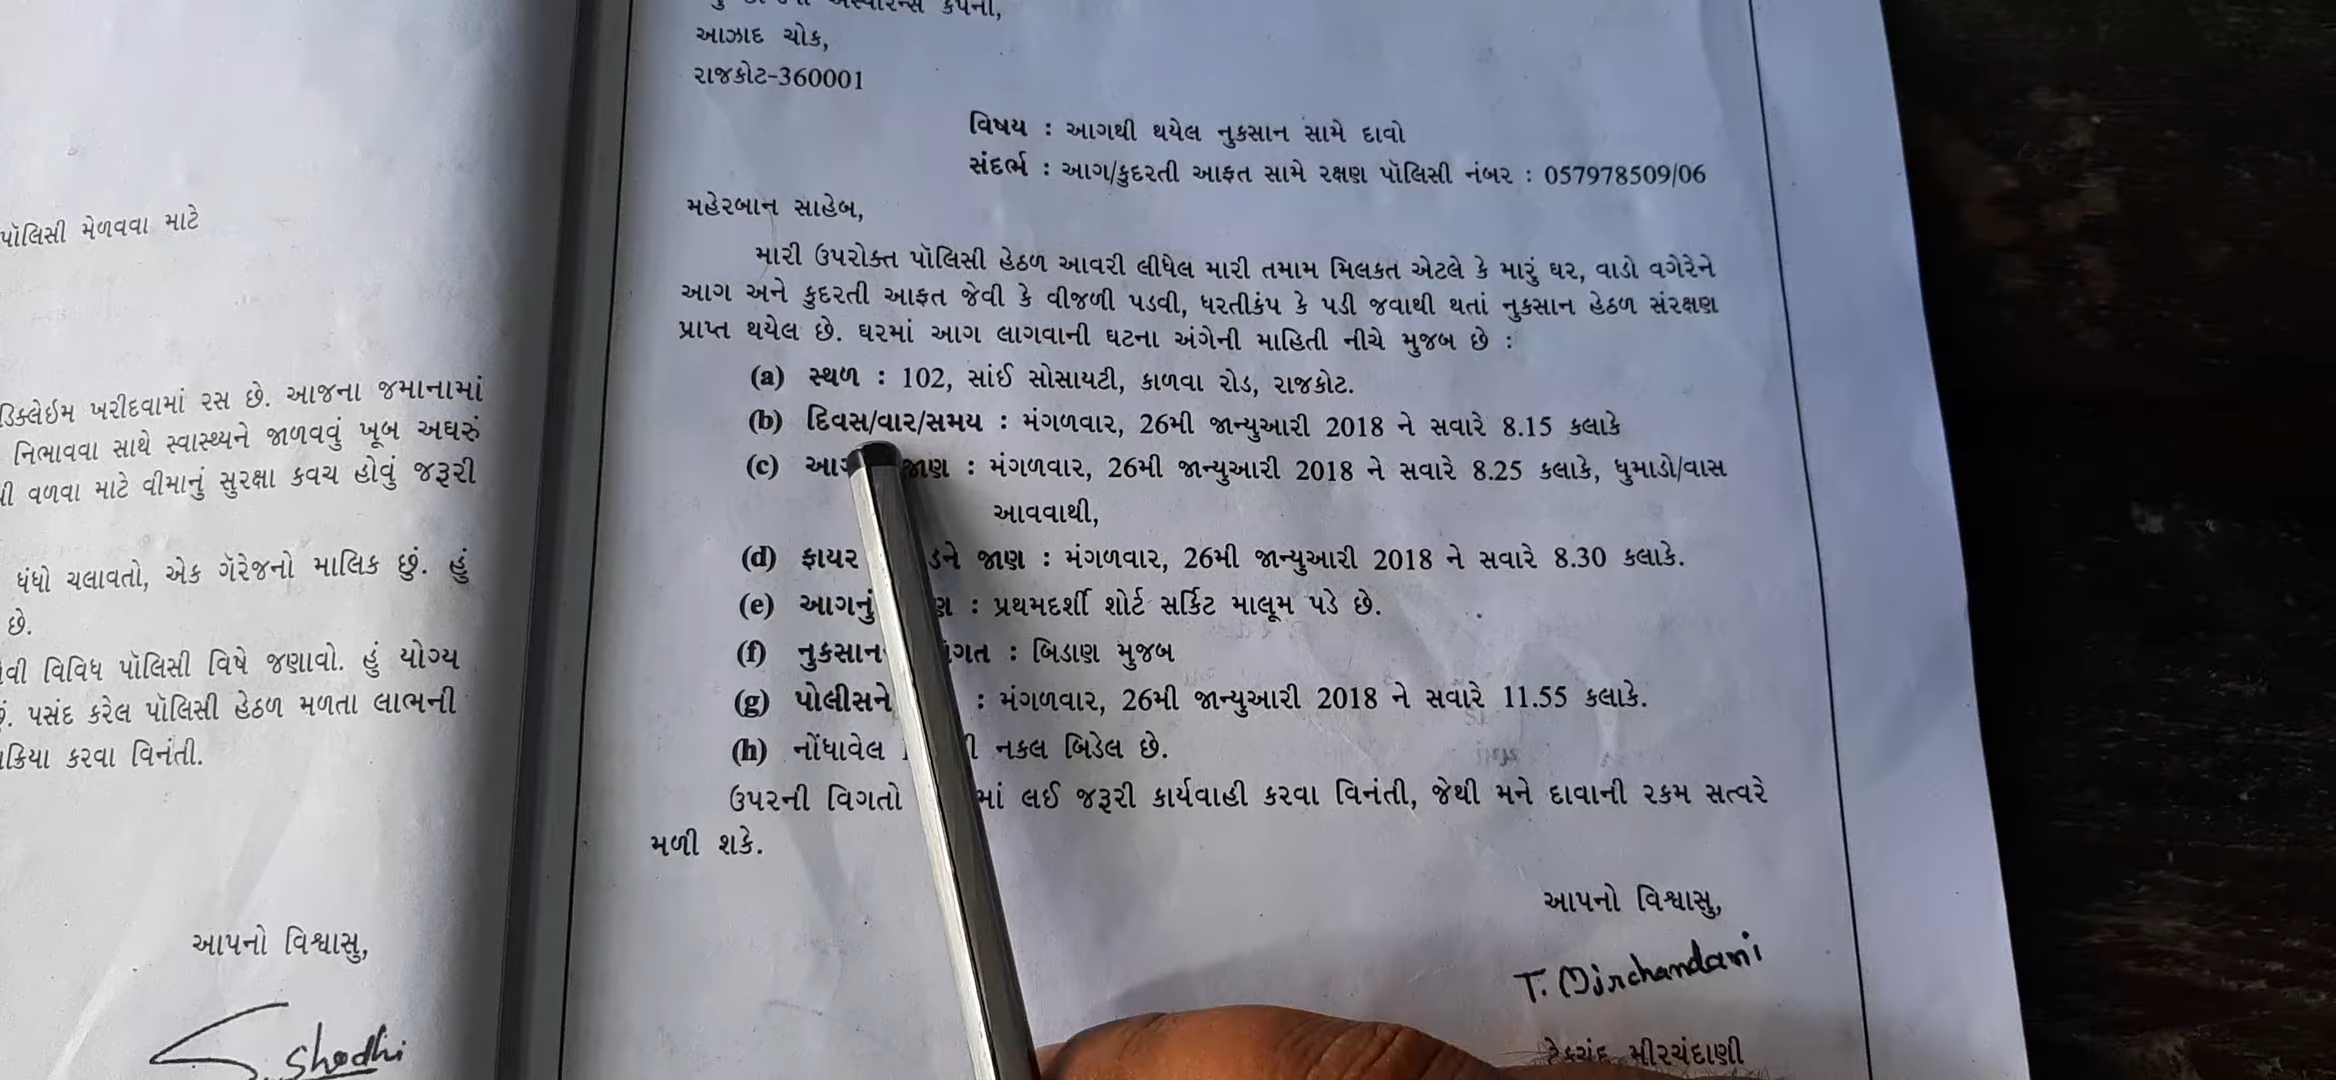 પૉલિસી મેળવવા માટે
ખરીદવામાં રસ છે. આજના જમાનામાં
નિભાવવા સાથે સ્વાસ્થ્યને જાળવવું ખૂબ અઘરું
વળવા માટે વીમાનું સુરક્ષા કવચ હોવું જરૂરી
ધંધો ચલાવતો, એક ગૅરેજનો માલિક છું. હું
છે.
વિવિધ પૉલિસી વિષે જણાવો. હું યોગ્ય
પસંદ કરેલ પૉલિસી હેઠળ મળતા લાભની
કરવા વિનંતી.
આપનો વિશ્વાસુ,
S. Shodhi
કંપની,
આઝાદ ચોક,
રાજકોટ-360001
વિષય : આગથી થયેલ નુકસાન સામે દાવો
સંદર્ભ : આગ/કુદરતી આફત સામે રક્ષણ પૉલિસી નંબર : 057978509/06
મહેરબાન સાહેબ,
મારી ઉપરોક્ત પૉલિસી હેઠળ આવરી લીધેલ મારી તમામ મિલકત એટલે કે મારું ઘર, વાડો વગેરેને
આગ અને કુદરતી આફત જેવી કે વીજળી પડવી, ધરતીકંપ કે પડી જવાથી થતાં નુકસાન હેઠળ સંરક્ષણ
પ્રાપ્ત થયેલ છે. ઘરમાં આગ લાગવાની ઘટના અંગેની માહિતી નીચે મુજબ છે :
(a) સ્થળ : 102, સાંઈ સોસાયટી, કાળવા રોડ, રાજકોટ.
(b) દિવસ/વાર/સમય : મંગળવાર, 26મી જાન્યુઆરી 2018 ને સવારે 8.15 કલાકે
(c) જાણ : મંગળવાર, 26મી જાન્યુઆરી 2018 ને સવારે 8.25 કલાકે, ધુમાડો/વાસ
આવવાથી,
(d) ફાયર જાણ : મંગળવાર, 26મી જાન્યુઆરી 2018 ને સવારે 8.30 કલાકે.
(e) આગનું : પ્રથમદર્શી શોર્ટ સર્કિટ માલૂમ પડે છે.
(f) : બિડાણ મુજબ
(g) પોલીસને : મંગળવાર, 26મી જાન્યુઆરી 2018 ને સવારે 11.55 કલાકે.
(h) નોંધાવેલ નકલ બિડેલ છે.
ઉપરની વિગતો લઈ જરૂરી કાર્યવાહી કરવા વિનંતી, જેથી મને દાવાની રકમ સત્વરે
મળી શકે.
આપનો વિશ્વાસુ,
T. Mirchandani
ટેકચંદ મીરચંદાણી